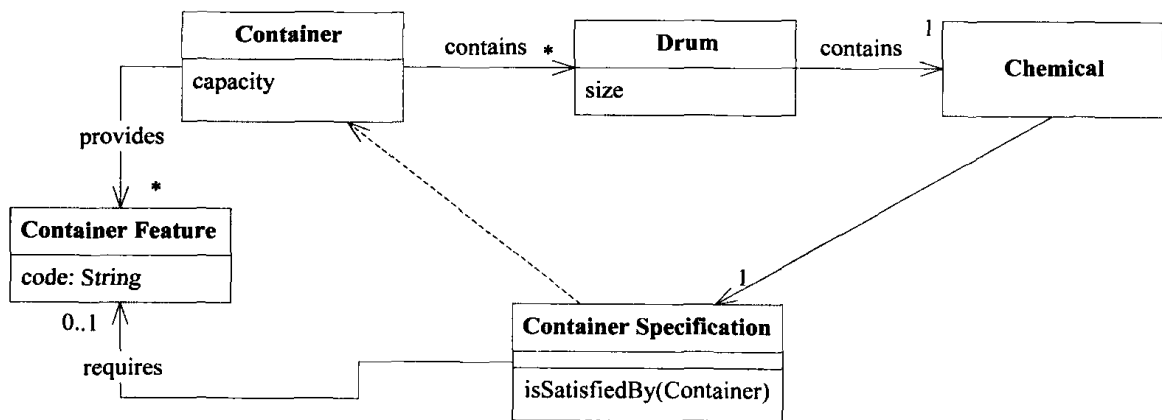 Container
capacity
contains
*
Drum
size
contains
1
Chemical
provides
*
Container Feature
code: String
0..1
requires
1
Container Specification
isSatisfiedBy(Container)